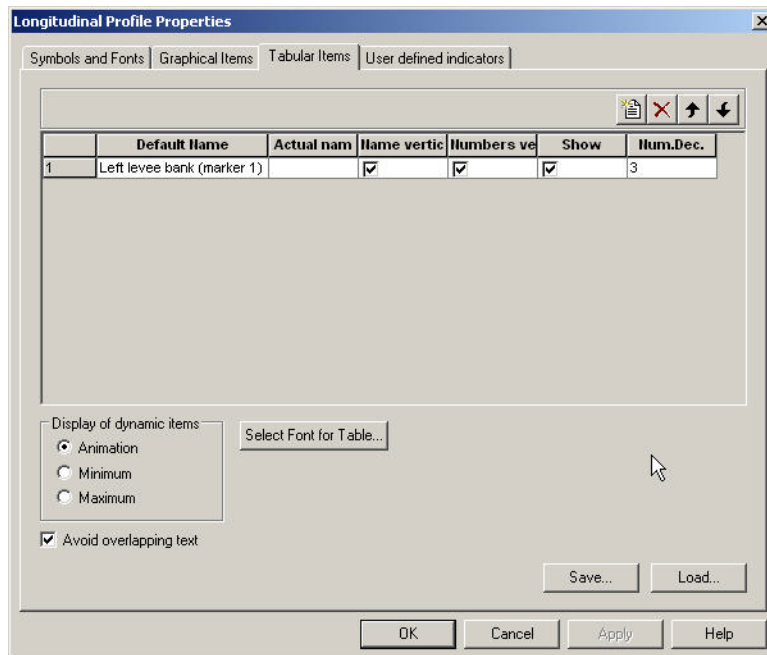 Longitudinal Profile Properties
Symbols and Fonts Graphical Items Tabular Items User defined indicators
Default Name Actual nam Name vertic Numbers ve Show Num.Dec.
1 Left levee bank (marker 1) 3
Display of dynamic items
Select Font for Table...
Animation
Minimum
Maximum
Avoid overlapping text
Save... Load...
OK Cancel Apply Help